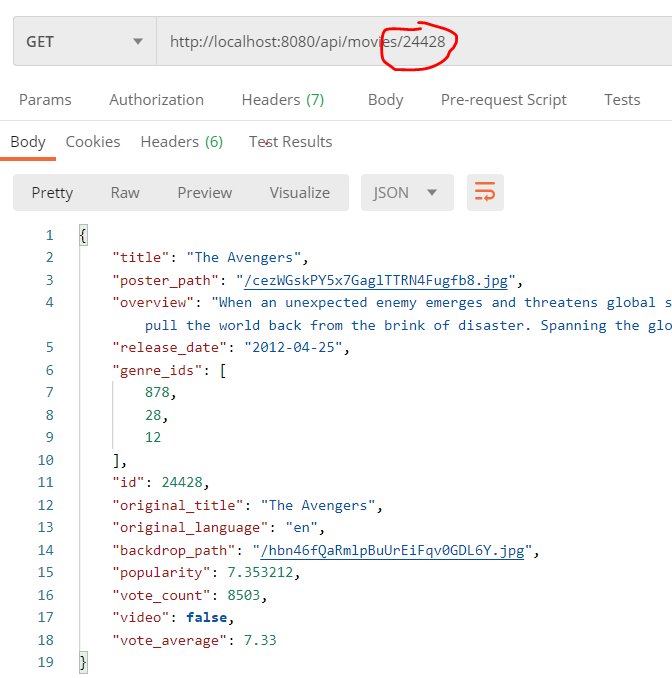 GET http://localhost:8080/api/movies/24428
Params Authorization Headers (7) Body Pre-request Script Tests
Body Cookies Headers (6) Test Results
Pretty Raw Preview Visualize JSON
1 {
2 "title": "The Avengers",
3 "poster_path": "/cezWGskPY5x7GaglTTRN4Fugfb8.jpg",
4 "overview": "When an unexpected enemy emerges and threatens global s
pull the world back from the brink of disaster. Spanning the glo
5 "release_date": "2012-04-25",
6 "genre_ids": [
7 878,
8 28,
9 12
10 ],
11 "id": 24428,
12 "original_title": "The Avengers",
13 "original_language": "en",
14 "backdrop_path": "/hbn46fQaRmlpBuUrEiFqv0GDL6Y.jpg",
15 "popularity": 7.353212,
16 "vote_count": 8503,
17 "video": false,
18 "vote_average": 7.33
19 }